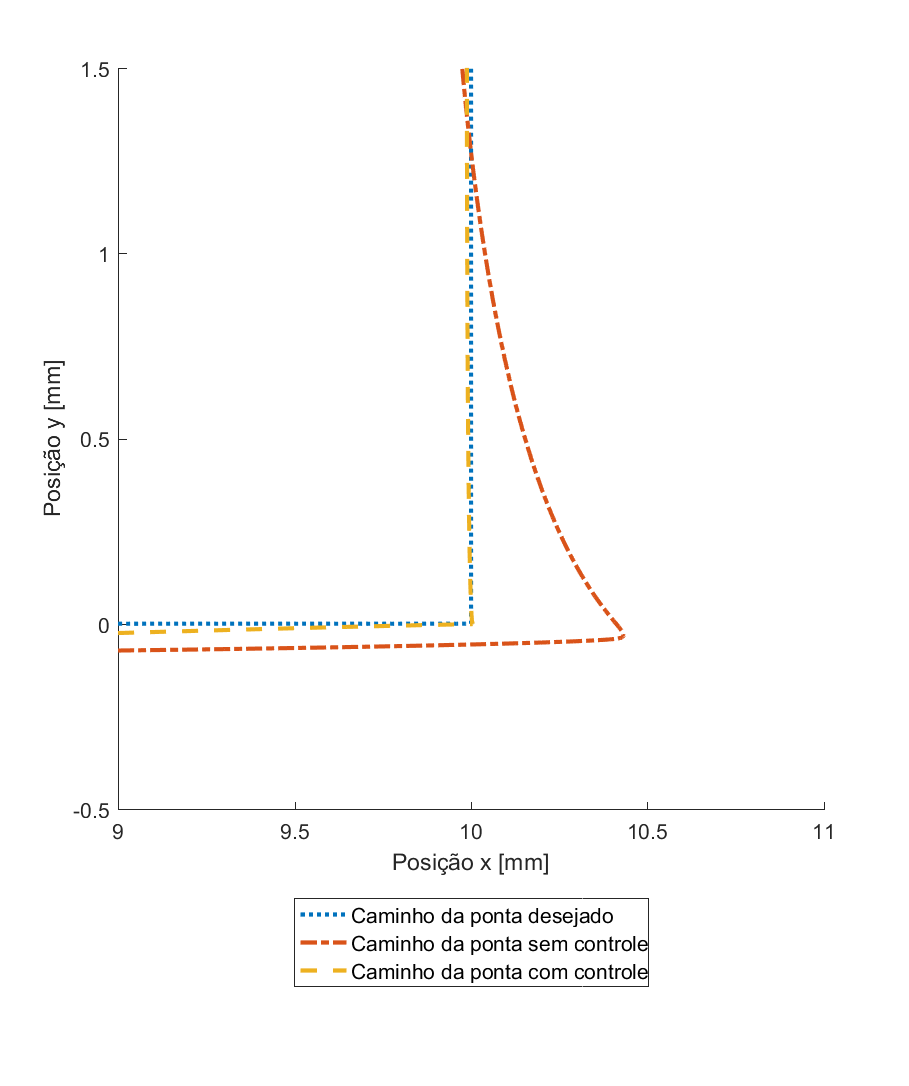 1.5
1
0.5
0
-0.5
Posição y [mm]
9
9.5
10
10.5
11
Posição x [mm]
Caminho da ponta desejado
Caminho da ponta sem controle
Caminho da ponta com controle